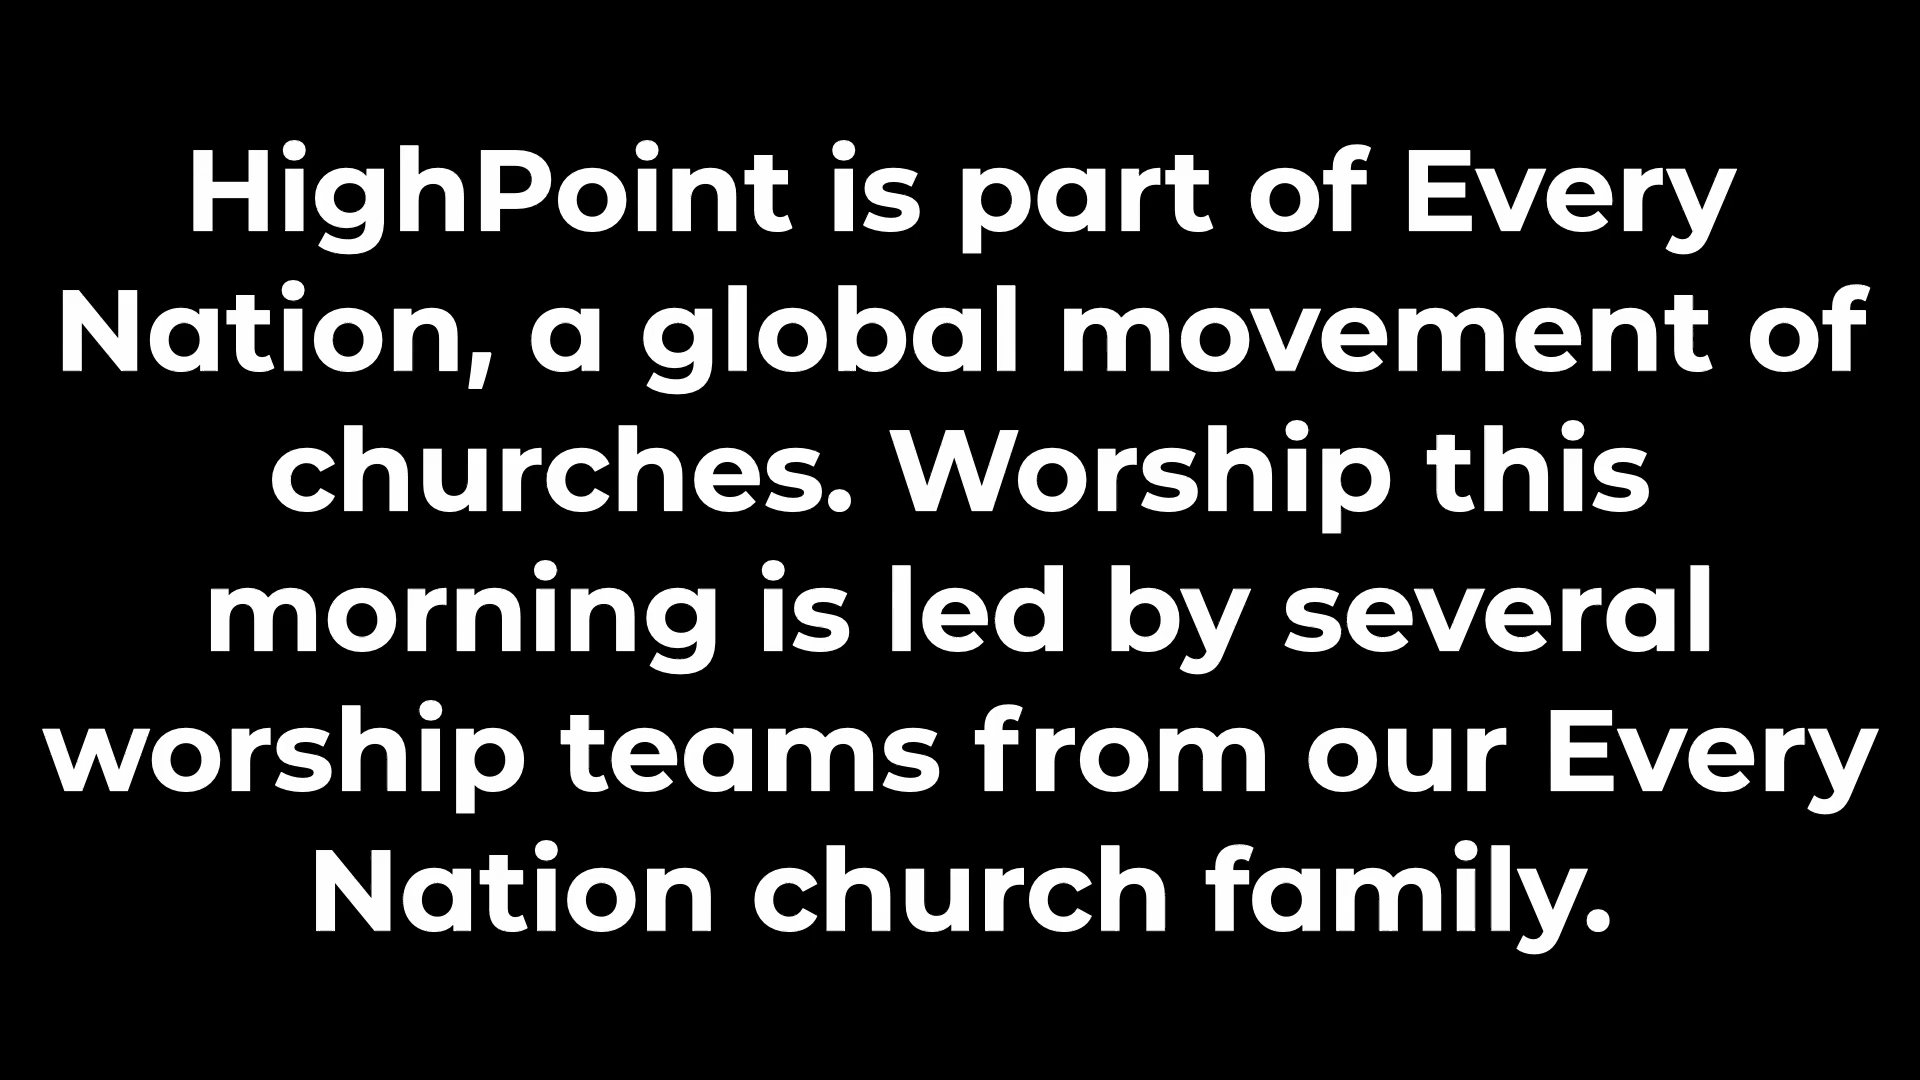 HighPoint is part of Every
Nation, a global movement of
churches. Worship this
morning is led by several
worship teams from our Every
Nation church family.